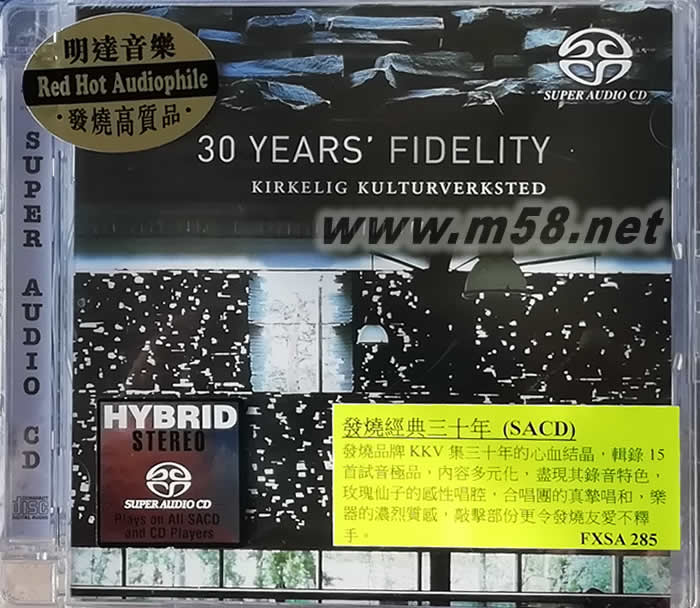 明達音樂
Red Hot Audiophile
·發燒高質品·
SUPER AUDIO CD
SUPER AUDIO CD
30 YEARS' FIDELITY
KIRKELIG KULTURVERKSTED
www.m58.net
HYBRID
STEREO
SUPER AUDIO CD
Plays on All SACD
and CD Players
COMPACT
disc
DIGITAL AUDIO
發燒經典三十年 (SACD)
發燒品牌 KKV 集三十年的心血結晶，輯錄 15
首試音極品，內容多元化，盡現其錄音特色，
玫瑰仙子的感性唱腔，合唱團的真摯唱和，樂
器的濃烈質感，敲擊部份更令發燒友愛不釋
手。
FXSA 285